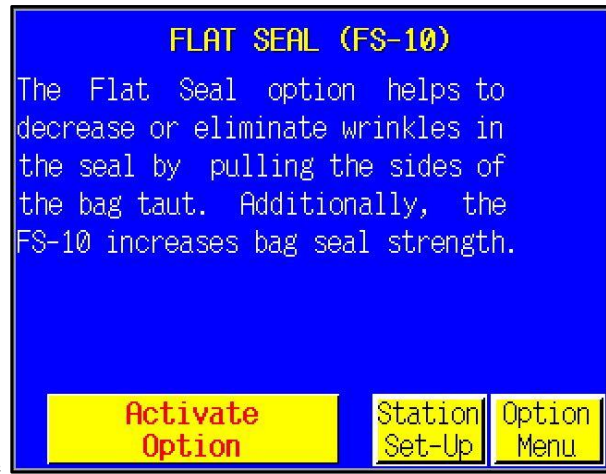 FLAT SEAL (FS-10)
The Flat Seal option helps to
decrease or eliminate wrinkles in
the seal by pulling the sides of
the bag taut. Additionally, the
FS-10 increases bag seal strength.
Activate
Option
Station
Set-Up
Option
Menu